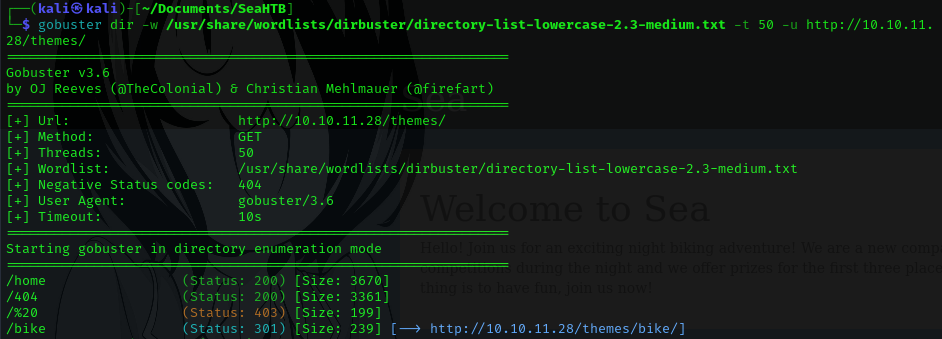 ┌──(kali㉿kali)-[~/Documents/SeaHTB]
└─$ gobuster dir -w /usr/share/wordlists/dirbuster/directory-list-lowercase-2.3-medium.txt -t 50 -u http://10.10.11.
28/themes/
===============================================================
Gobuster v3.6
by OJ Reeves (@TheColonial) & Christian Mehlmauer (@firefart)
===============================================================
[+] Url:                     http://10.10.11.28/themes/
[+] Method:                  GET
[+] Threads:                 50
[+] Wordlist:                /usr/share/wordlists/dirbuster/directory-list-lowercase-2.3-medium.txt
[+] Negative Status codes:   404
[+] User Agent:              gobuster/3.6
[+] Timeout:                 10s
===============================================================
Starting gobuster in directory enumeration mode
===============================================================
/home                 (Status: 200) [Size: 3670]
/404                  (Status: 200) [Size: 3361]
/%20                  (Status: 403) [Size: 199]
/bike                 (Status: 301) [Size: 239] [--> http://10.10.11.28/themes/bike/]
Sea
Welcome to Sea
Hello! Join us for an exciting night biking adventure! We are a new comp
during the night and we offer prizes for the first three place
thing is to have fun, join us now!